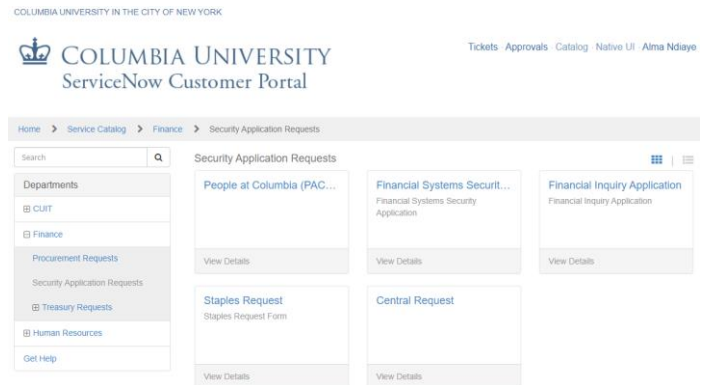 COLUMBIA UNIVERSITY IN THE CITY OF NEW YORK
COLUMBIA UNIVERSITY
ServiceNow Customer Portal
Tickets Approvals Catalog Native UI Alma Ndiaye
Home > Service Catalog > Finance > Security Application Requests
Search
Departments
CUIT
Finance
Procurement Requests
Security Application Requests
Treasury Requests
Human Resources
Get Help
Security Application Requests
People at Columbia (PAC...
View Details
Financial Systems Securit...
Financial Systems Security
Application
View Details
Financial Inquiry Application
Financial Inquiry Application
View Details
Staples Request
Staples Request Form
View Details
Central Request
View Details